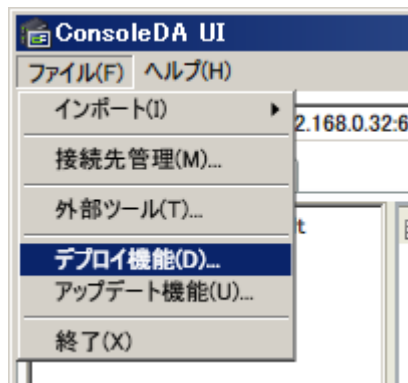 ConsoleDA UI
ファイル(F) ヘルプ(H)
インポート(I)
2.168.0.32:6
接続先管理(M)...
外部ツール(T)...
t
デプロイ機能(D)...
アップデート機能(U)...
終了(X)